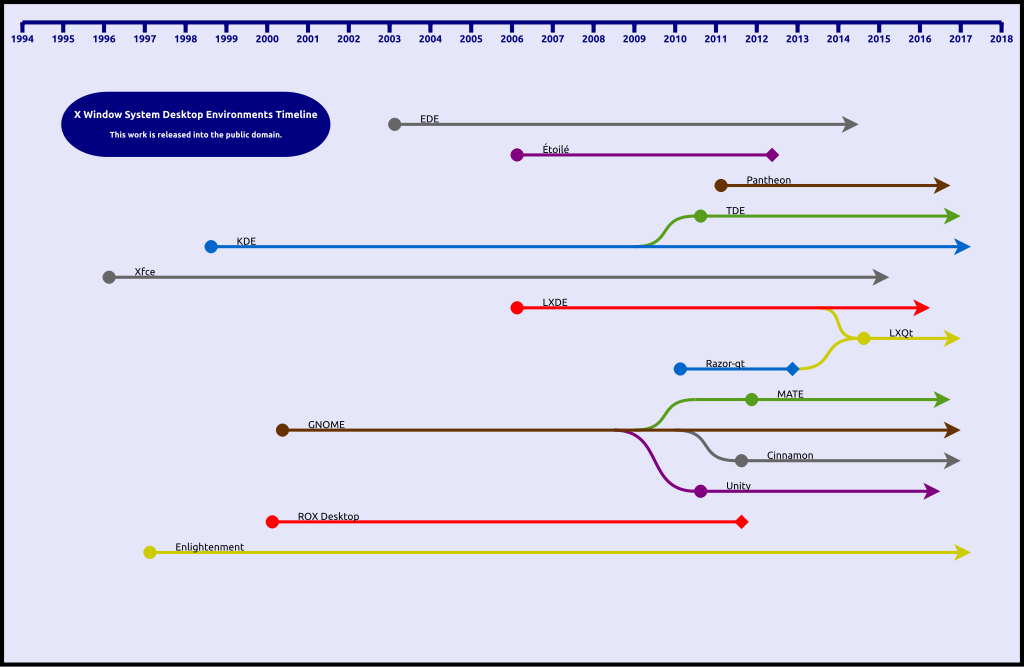 1994 1995 1996 1997 1998 1999 2000 2001 2002 2003 2004 2005 2006 2007 2008 2009 2010 2011 2012 2013 2014 2015 2016 2017 2018
X Window System Desktop Environments Timeline
This work is released into the public domain.
EDE
Étoilé
Pantheon
TDE
KDE
Xfce
LXDE
LXQt
Razor-qt
MATE
GNOME
Cinnamon
Unity
ROX Desktop
Enlightenment